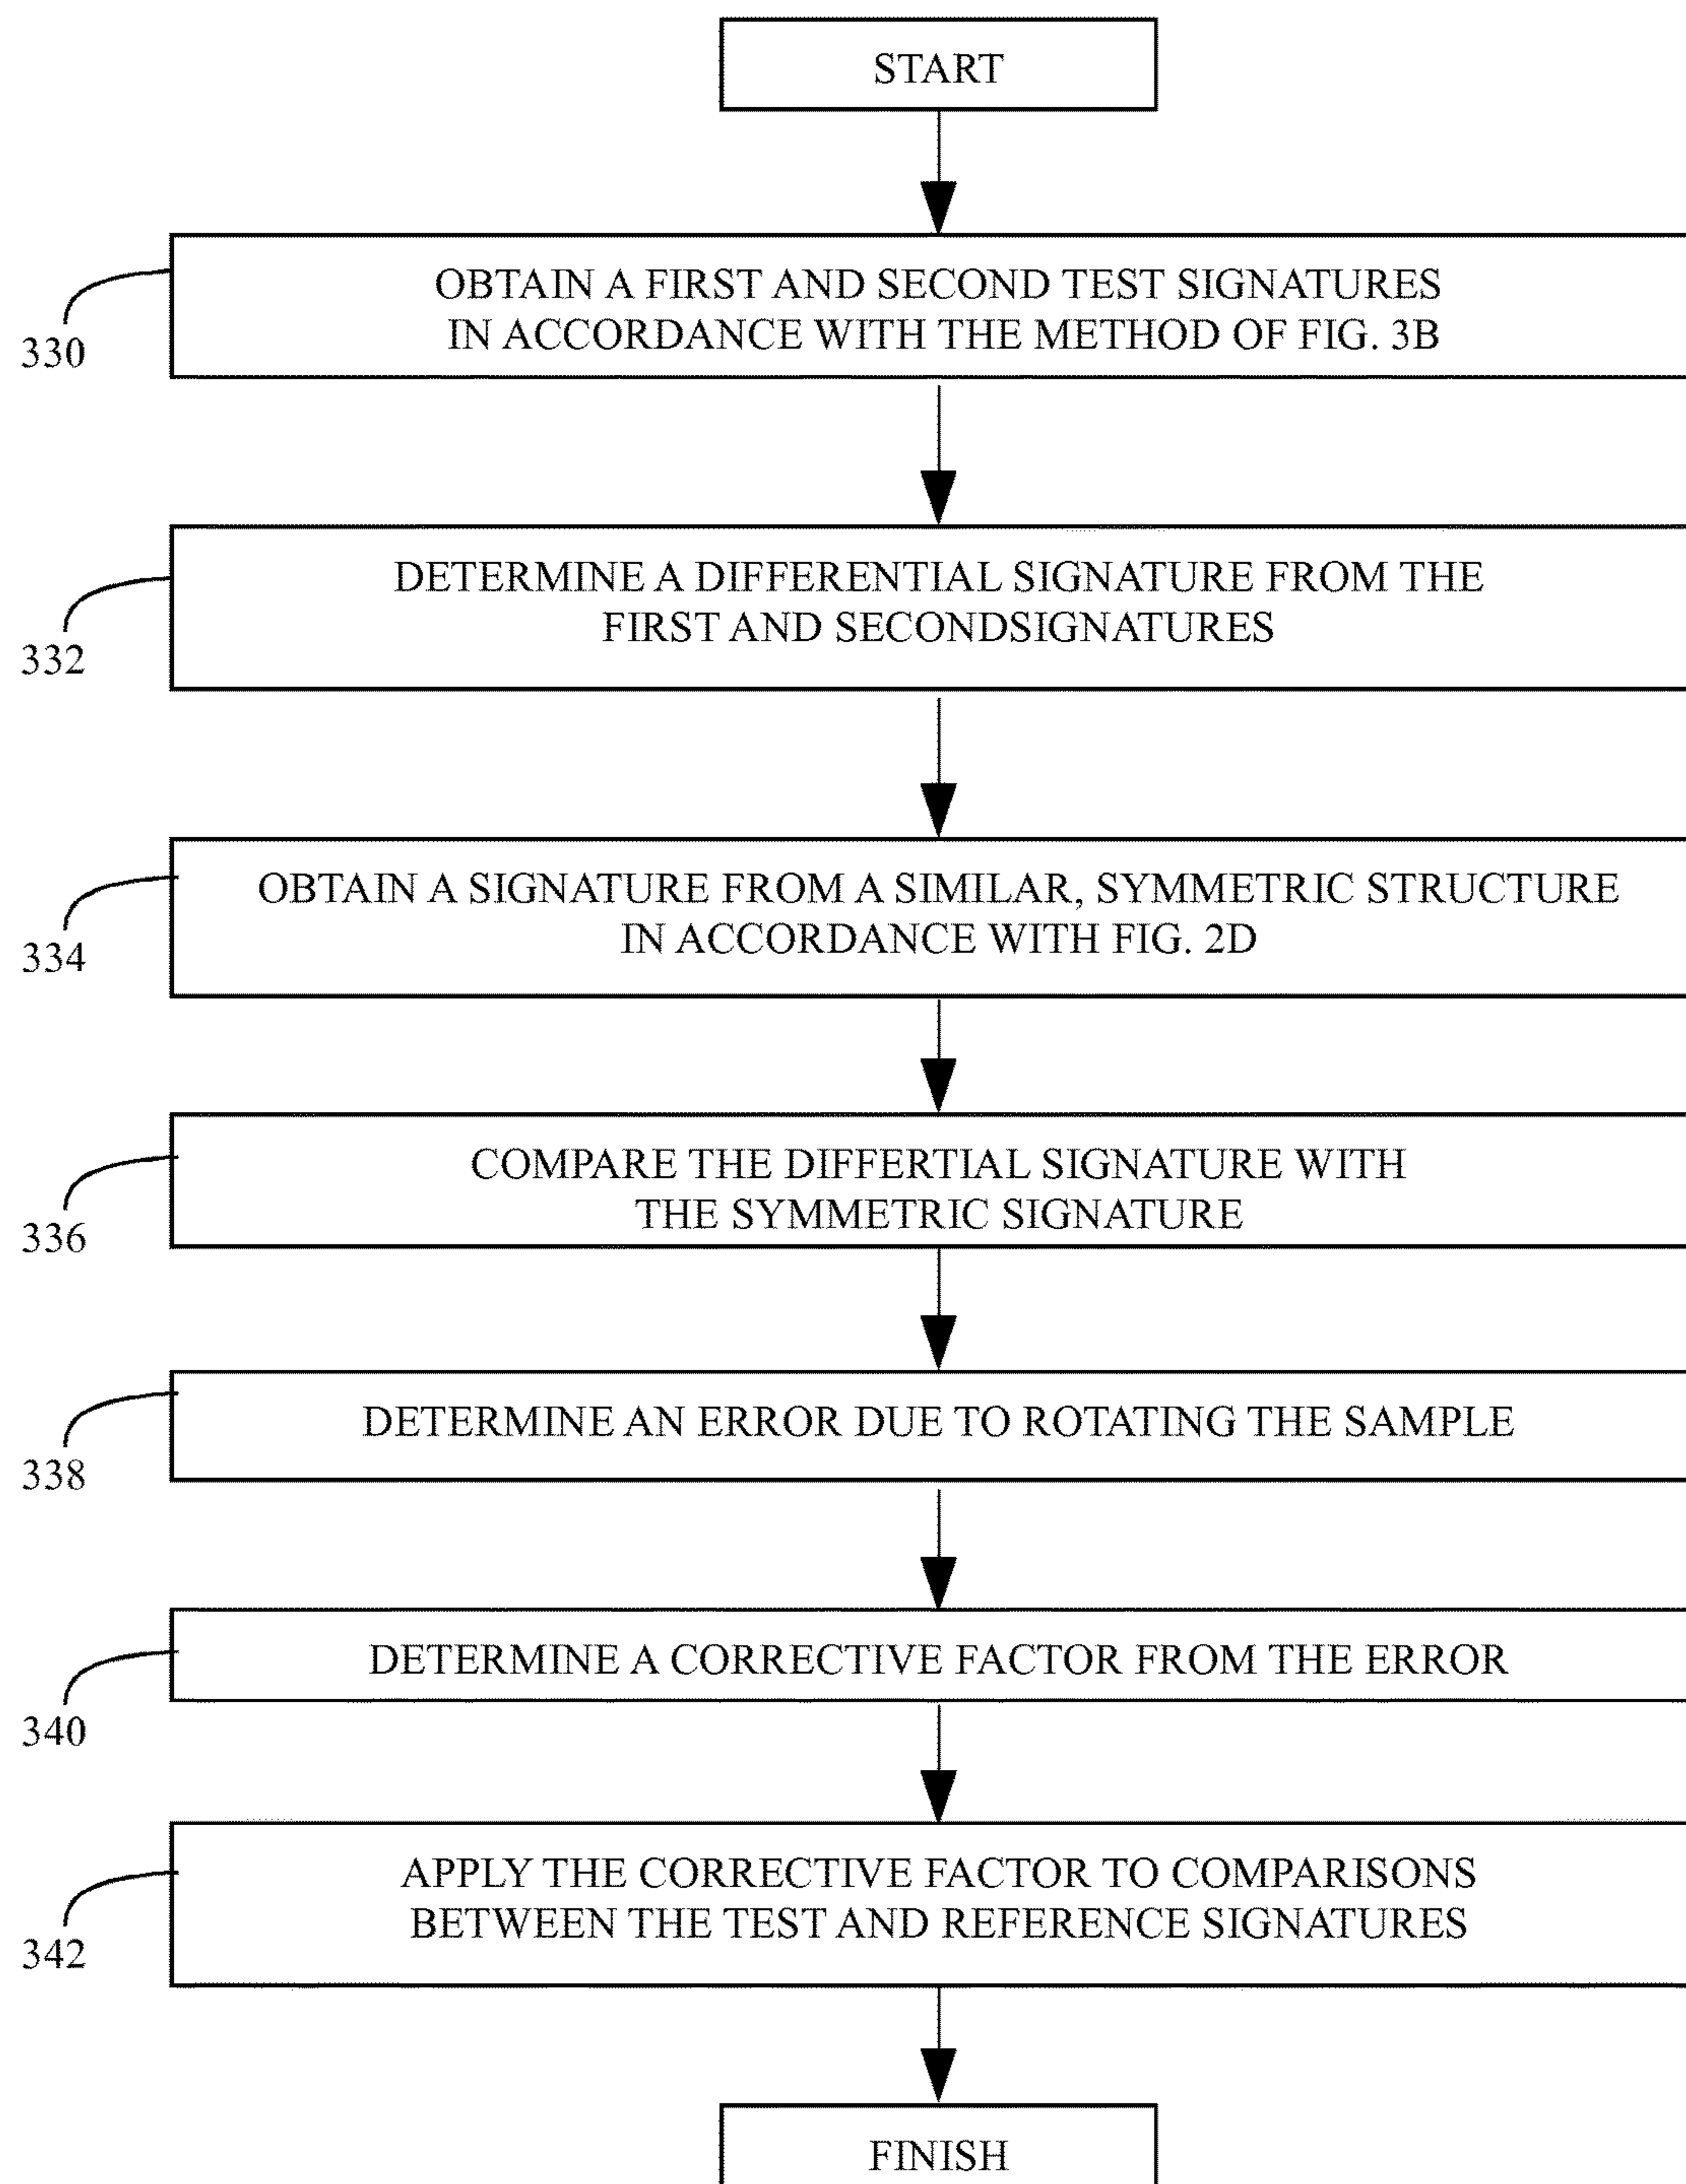 START
OBTAIN A FIRST AND SECOND TEST SIGNATURES
IN ACCORDANCE WITH THE METHOD OF FIG. 3B
330
DETERMINE A DIFFERENTIAL SIGNATURE FROM THE
FIRST AND SECONDSIGNATURES
332
OBTAIN A SIGNATURE FROM A SIMILAR, SYMMETRIC STRUCTURE
IN ACCORDANCE WITH FIG. 2D
334
COMPARE THE DIFFERTIAL SIGNATURE WITH
THE SYMMETRIC SIGNATURE
336
DETERMINE AN ERROR DUE TO ROTATING THE SAMPLE
338
DETERMINE A CORRECTIVE FACTOR FROM THE ERROR
340
APPLY THE CORRECTIVE FACTOR TO COMPARISONS
BETWEEN THE TEST AND REFERENCE SIGNATURES
342
FINISH